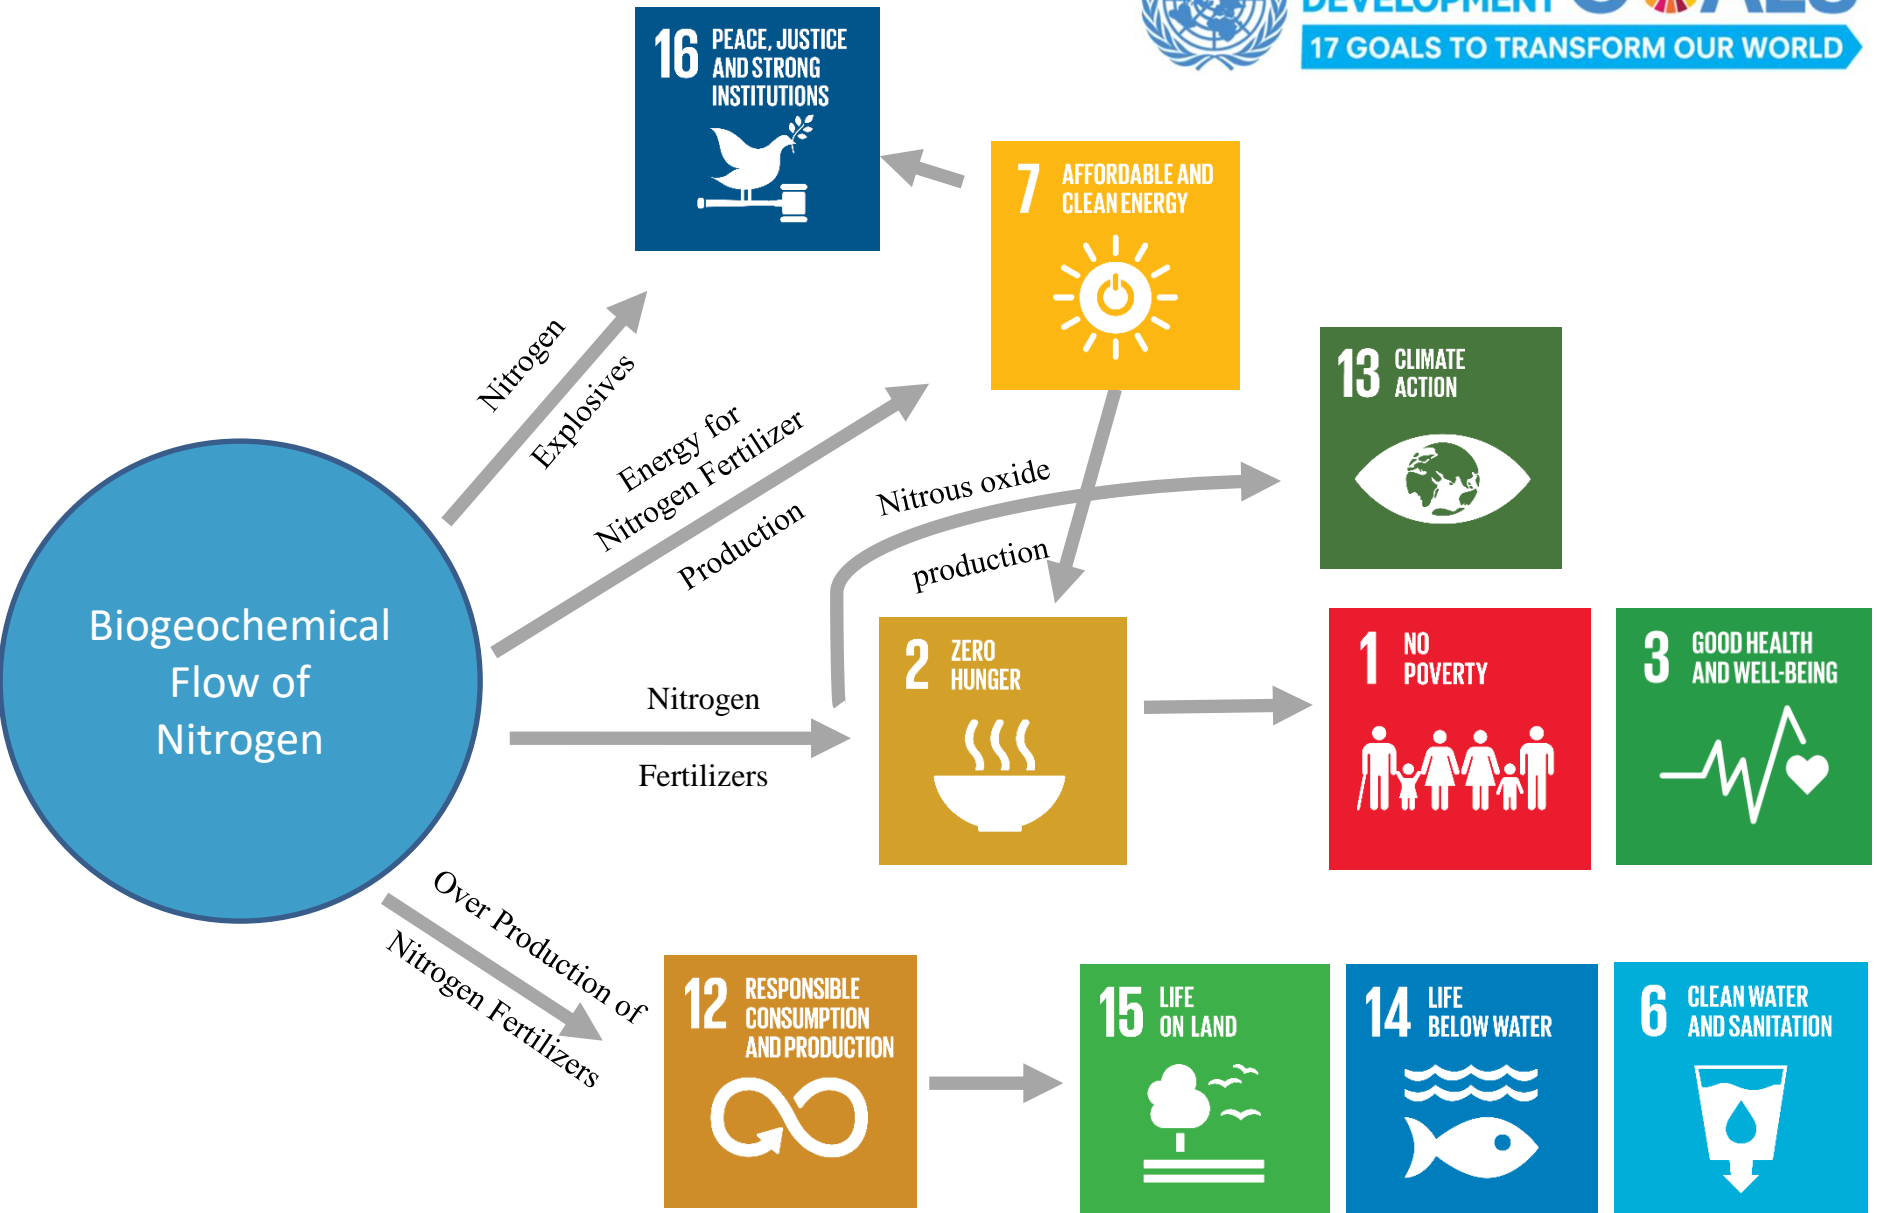 DEVELOPMENT GOALS
17 GOALS TO TRANSFORM OUR WORLD
16 PEACE, JUSTICE
AND STRONG
INSTITUTIONS
7 AFFORDABLE AND
CLEAN ENERGY
13 CLIMATE
ACTION
Nitrogen
Explosives
Energy for
Nitrogen Fertilizer
Production
Nitrous oxide
production
Biogeochemical
Flow of
Nitrogen
Nitrogen
Fertilizers
2 ZERO
HUNGER
1 NO
POVERTY
3 GOOD HEALTH
AND WELL-BEING
Over Production of
Nitrogen Fertilizers
12 RESPONSIBLE
CONSUMPTION
AND PRODUCTION
15 LIFE
ON LAND
14 LIFE
BELOW WATER
6 CLEAN WATER
AND SANITATION